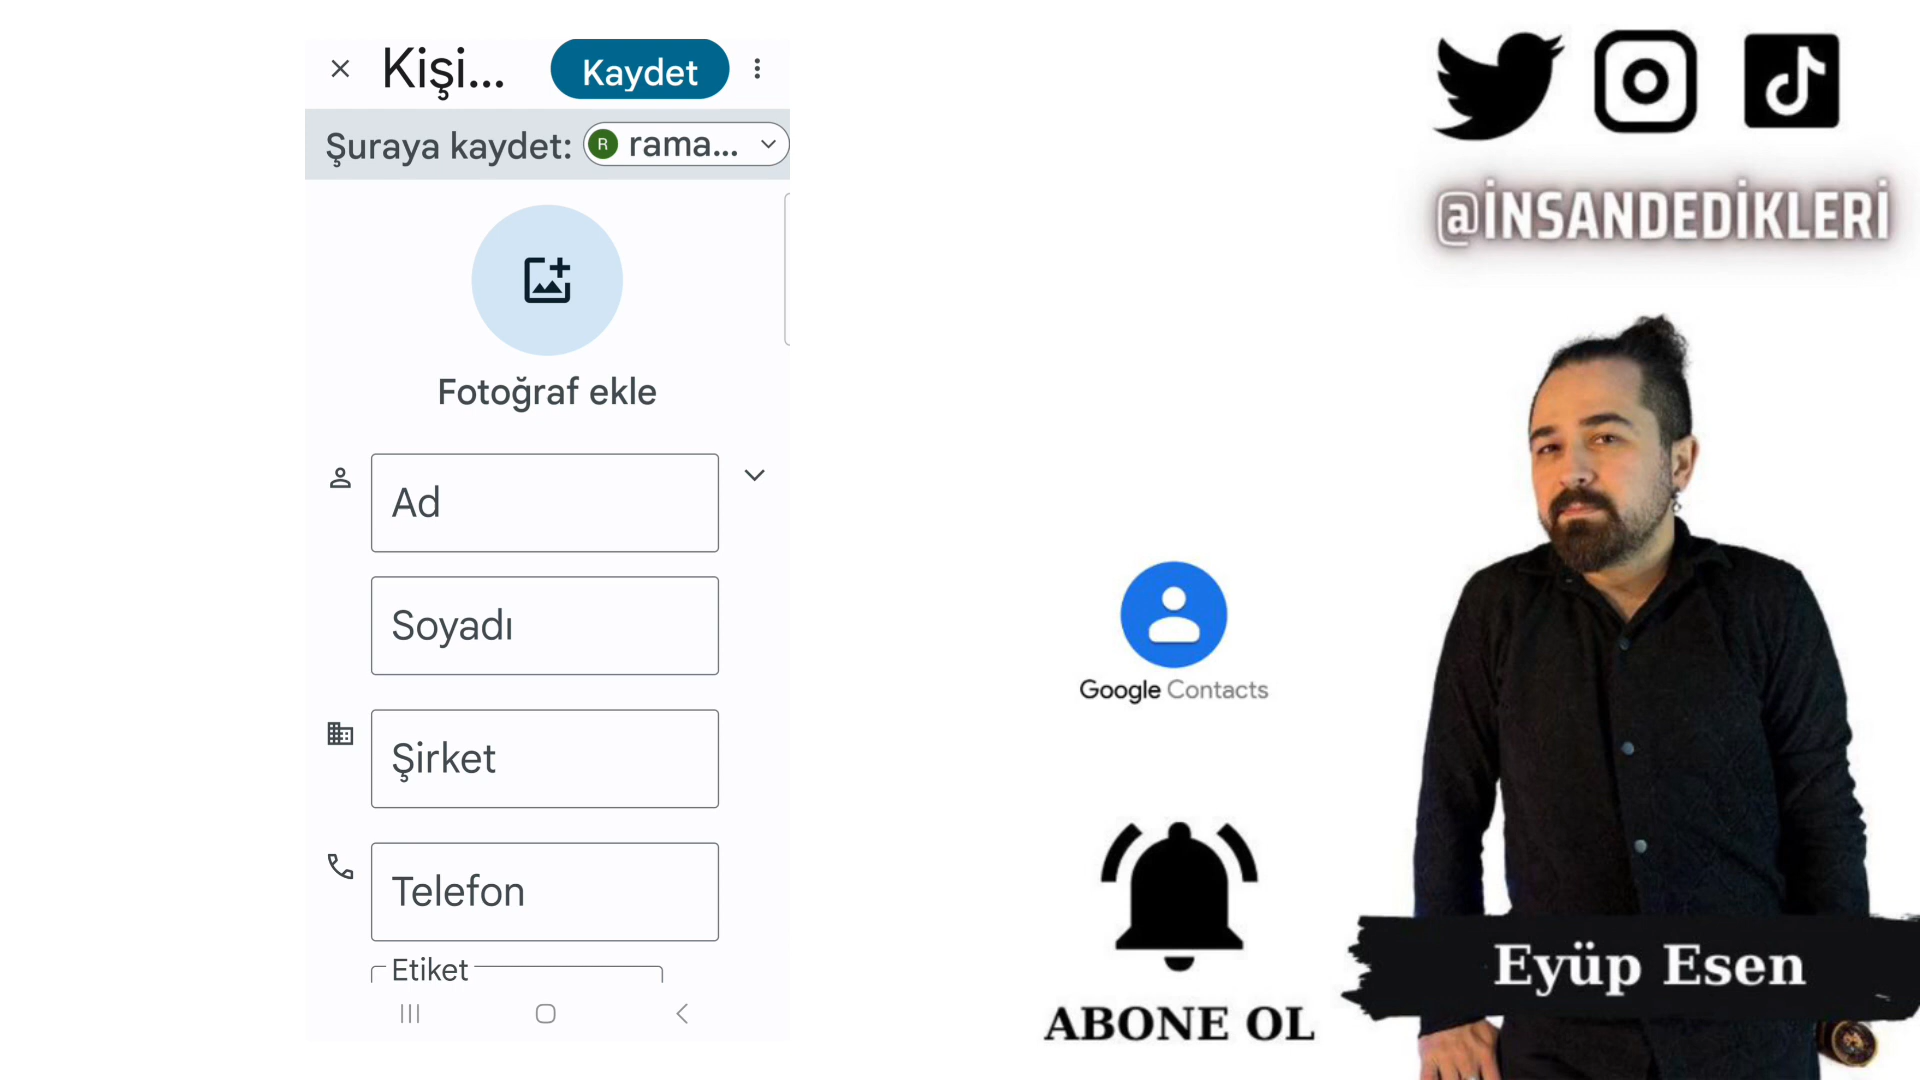 Kişi...
Kaydet
Şuraya kaydet:
R
rama...
Fotoğraf ekle
Ad
Soyadı
Şirket
Telefon
Etiket
Google Contacts
ABONE OL
@İNSANDEDİKLERİ
Eyüp Esen